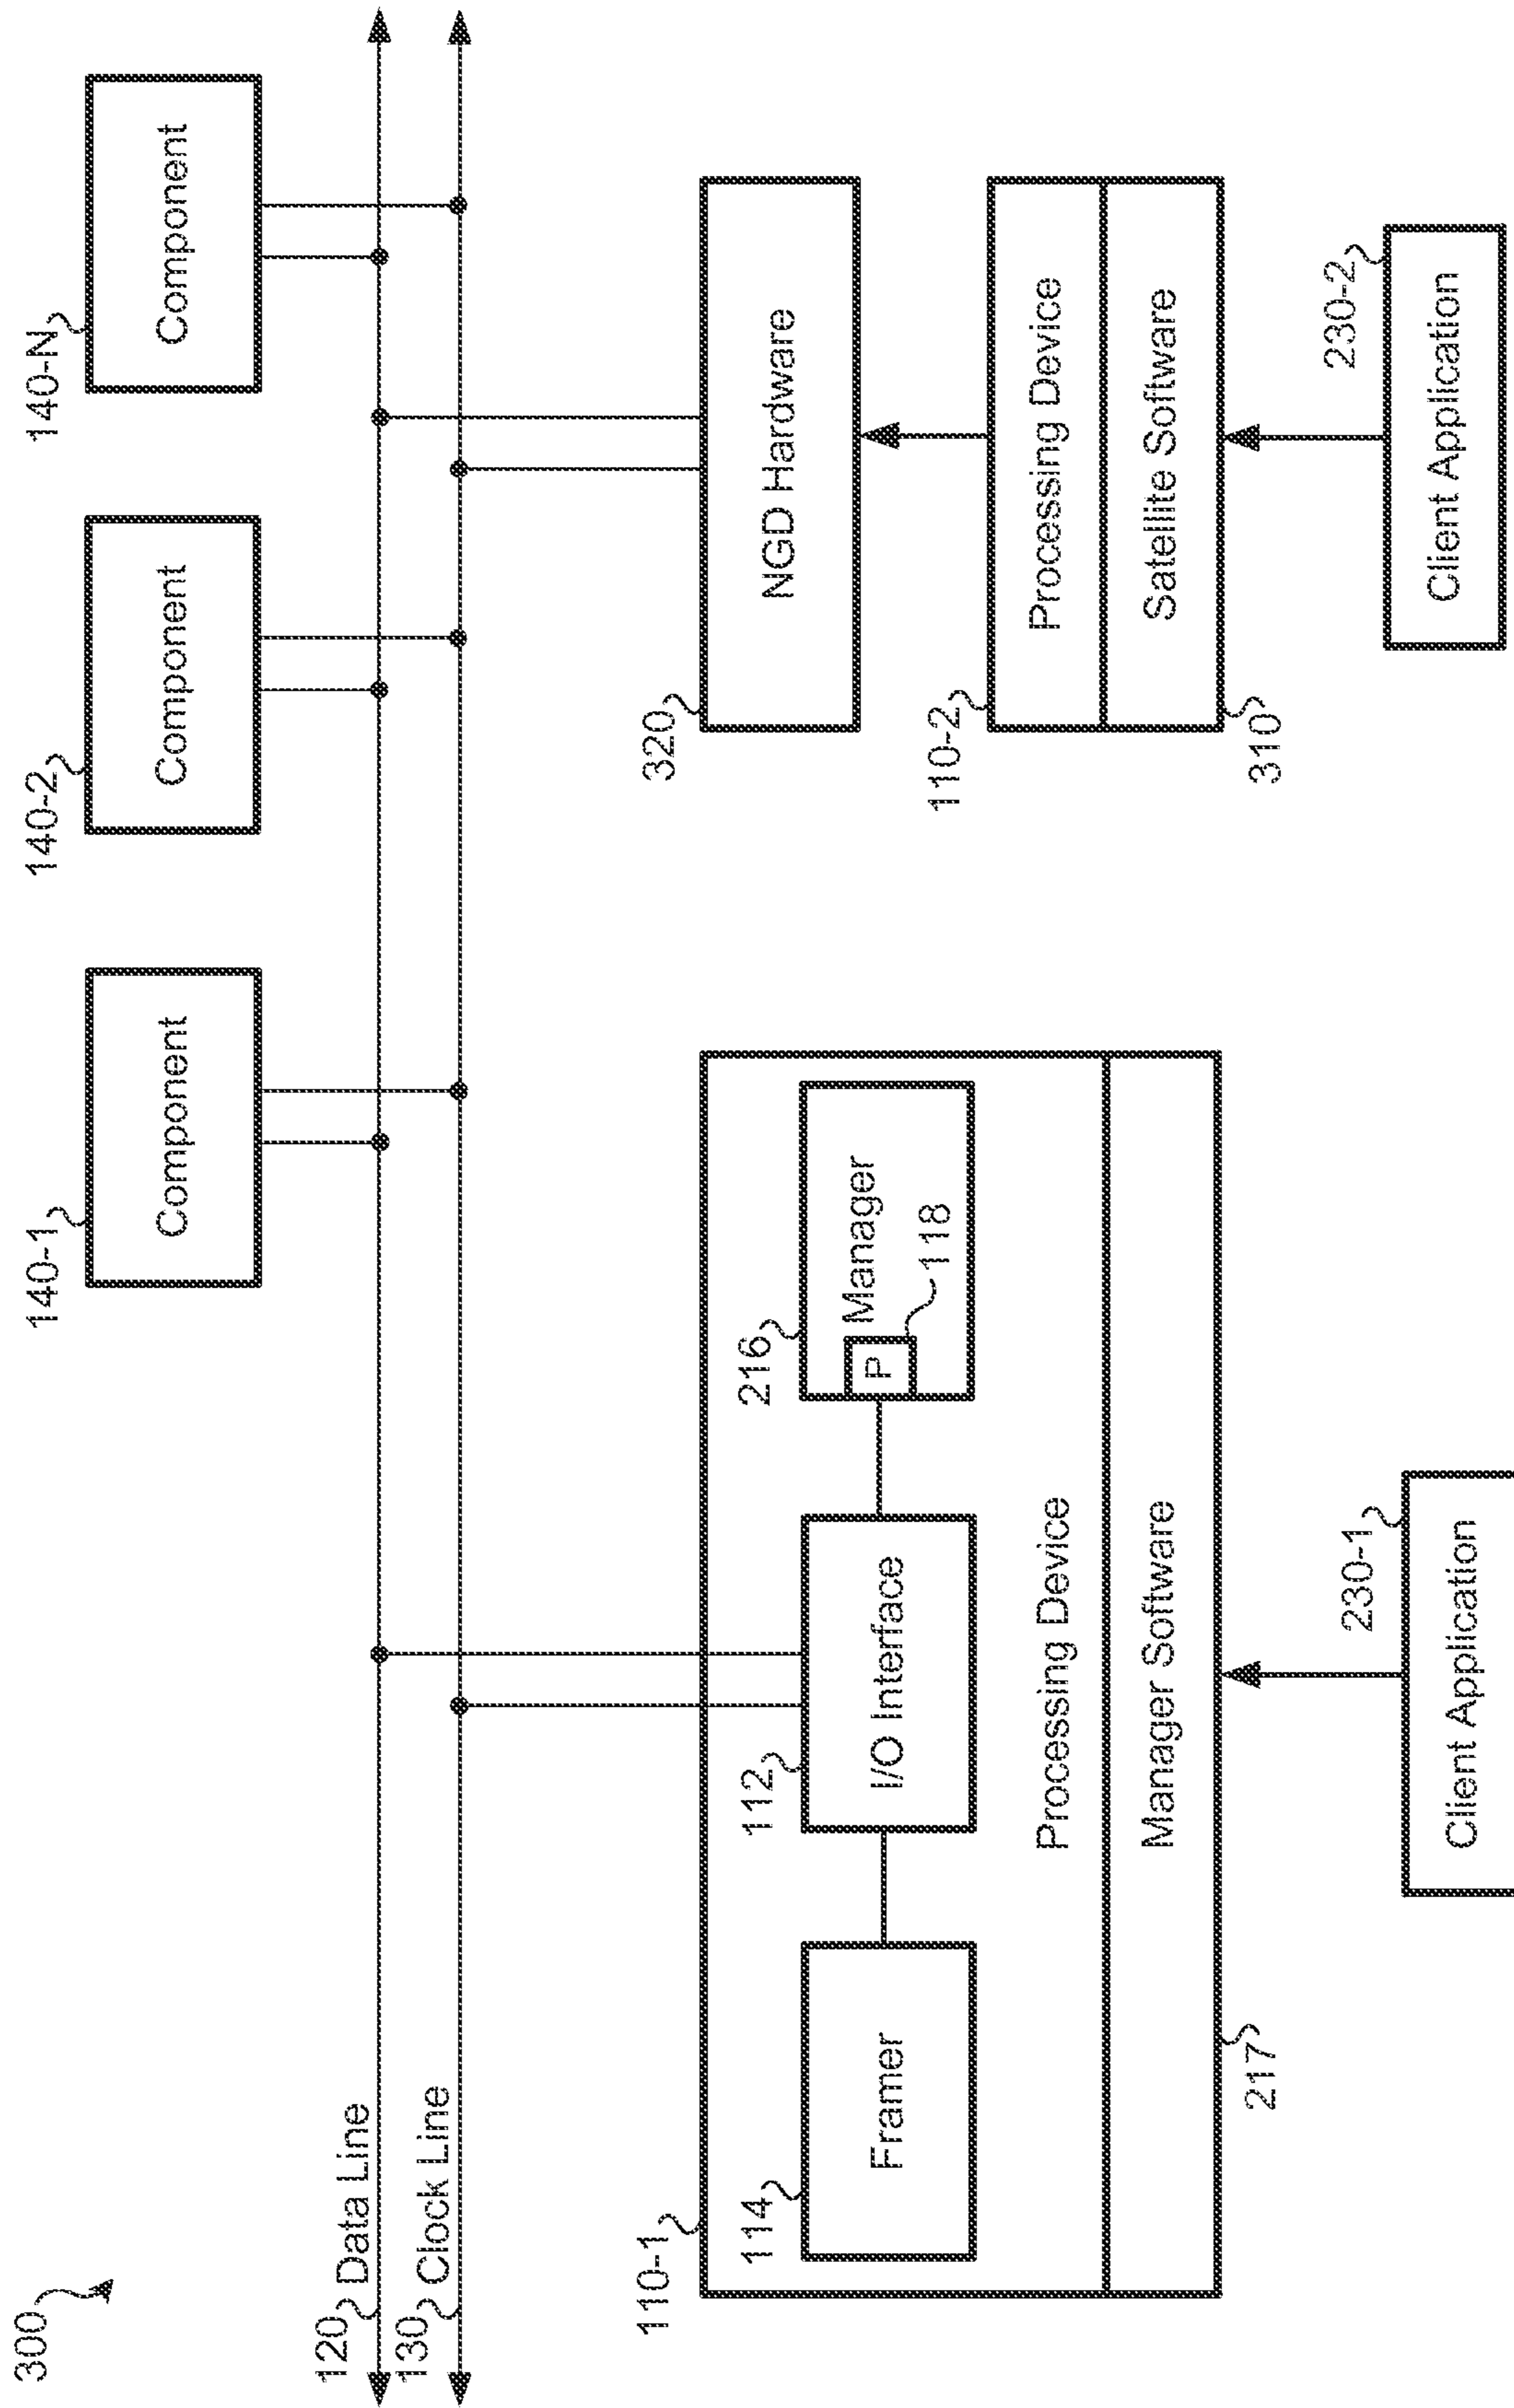 300
140-1
Component
140-2
Component
140-N
Component
120 Data Line
130 Clock Line
110-1
114
Framer
112
I/O Interface
216
Manager
P
118
Processing Device
Manager Software
217
230-1
Client Application
320
NGD Hardware
110-2
Processing Device
Satellite Software
310
230-2
Client Application